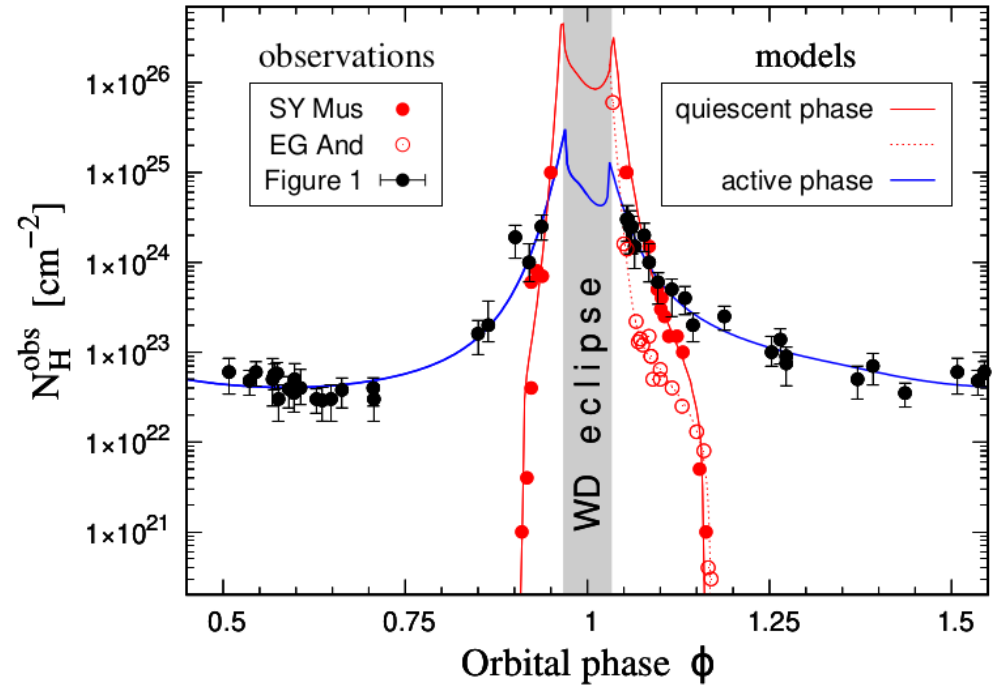 observations
SY Mus
EG And
Figure 1
models
quiescent phase
active phase
WD eclipse
1×10^26
1×10^25
1×10^24
1×10^23
1×10^22
1×10^21
N_H^obs [cm^−2]
0.5 0.75 1 1.25 1.5
Orbital phase ϕ